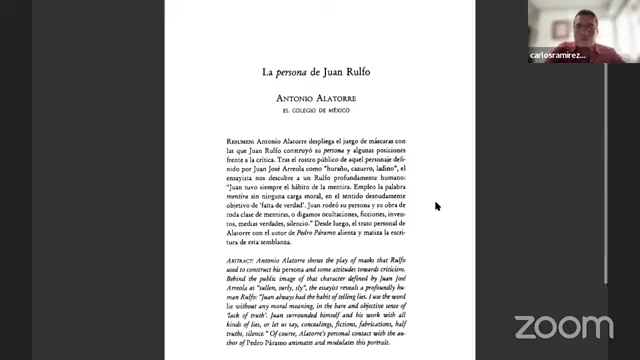 carlosramirez...
La persona de Juan Rulfo
ANTONIO ALATORRE
EL COLEGIO DE MÉXICO
RESUMEN: Antonio Alatorre despliega el juego de máscaras con
las que Juan Rulfo construyó su persona y algunas posiciones
frente a la crítica. Tras el rostro público de aquel personaje defi-
nido por Juan José Arreola como "huraño, cazurro, ladino", el
ensayista nos descubre a un Rulfo profundamente humano:
"Juan tuvo siempre el hábito de la mentira. Empleo la palabra
mentira sin ninguna carga moral, en el sentido desnudamente
objetivo de 'falta de verdad'. Juan rodeó su persona y su obra de
toda clase de mentiras, o digamos ocultaciones, ficciones, inven-
tos, medias verdades, silencio." Desde luego, el trato personal de
Alatorre con el autor de Pedro Páramo alienta y matiza la escri-
tura de esta semblanza.
ABSTRACT: Antonio Alatorre shows the play of masks that Rulfo
used to construct his persona and some attitudes towards criticism.
Behind the public image of that character defined by Juan José
Arreola as "sullen, surly, sly", the essayist reveals a profoundly hu-
man Rulfo: "Juan always had the habit of telling lies. I use the word
lie without any moral meaning, in the bare and objective sense of
'lack of truth'. Juan surrounded himself and his work with all
kinds of lies, or let us say, concealings, fictions, fabrications, half
truths, silence." Of course, Alatorre's personal contact with the au-
thor of Pedro Páramo animates and modulates this portrait.
zoom